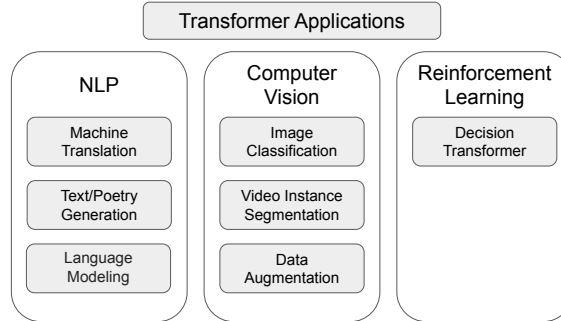 Transformer Applications
NLP
Machine
Translation
Text/Poetry
Generation
Language
Modeling
Computer
Vision
Image
Classification
Video Instance
Segmentation
Data
Augmentation
Reinforcement
Learning
Decision
Transformer